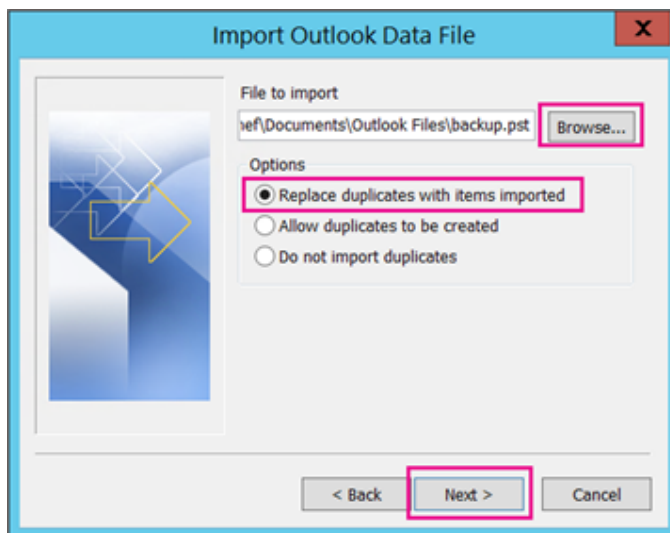 Import Outlook Data File
X
File to import
\Documents\Outlook Files\backup.pst
Browse...
Options
Replace duplicates with items imported
Allow duplicates to be created
Do not import duplicates
< Back
Next >
Cancel